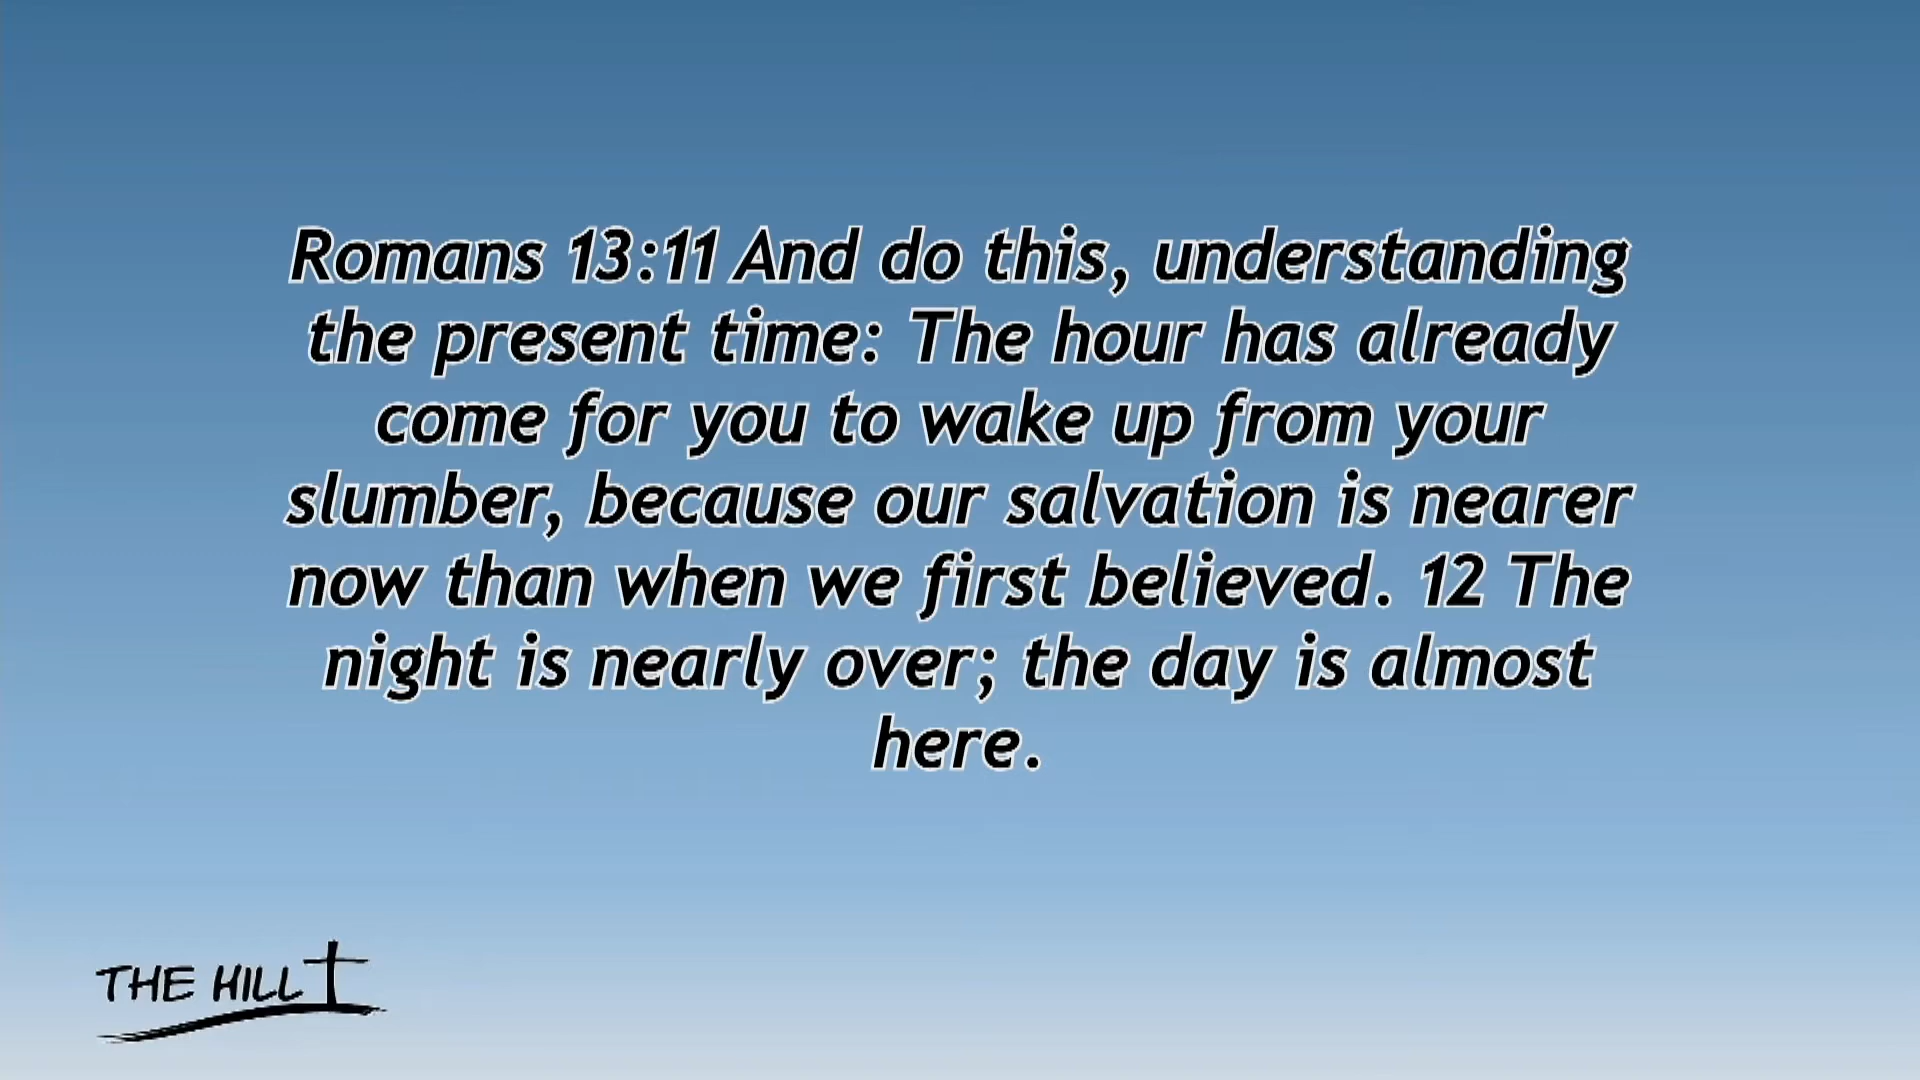 Romans 13:11 And do this, understanding
the present time: The hour has already
come for you to wake up from your
slumber, because our salvation is nearer
now than when we first believed. 12 The
night is nearly over; the day is almost
here.
THE HILL